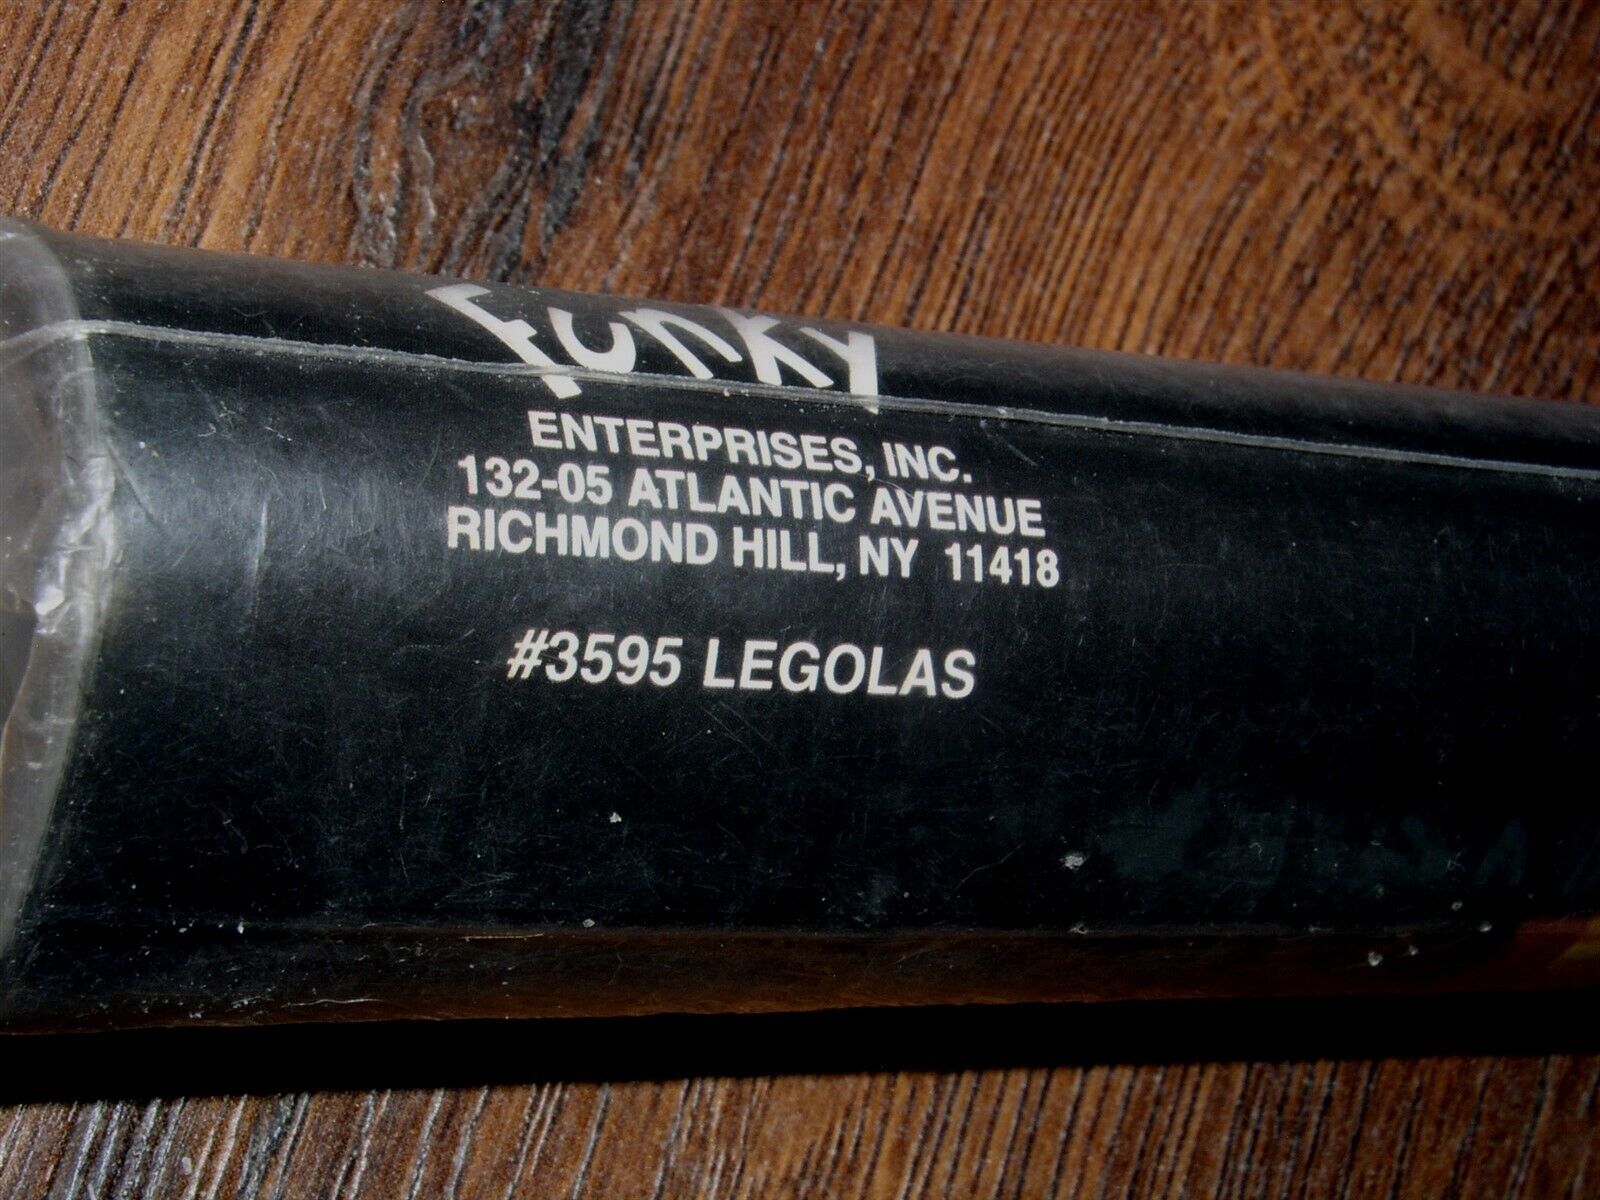 FUNKY
ENTERPRISES, INC.
132-05 ATLANTIC AVENUE
RICHMOND HILL, NY 11418
#3595 LEGOLAS